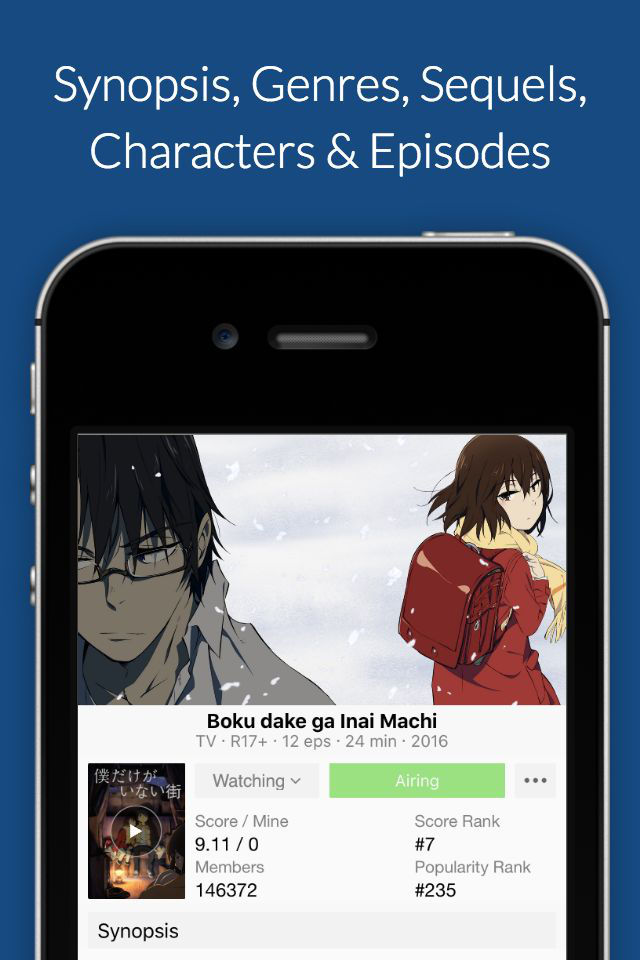 Synopsis, Genres, Sequels,
Characters & Episodes
Boku dake ga Inai Machi
TV · R17+ · 12 eps · 24 min · 2016
僕だけが
いない街
Watching
Airing
•••
Score / Mine
Score Rank
9.11 / 0
#7
Members
Popularity Rank
146372
#235
Synopsis